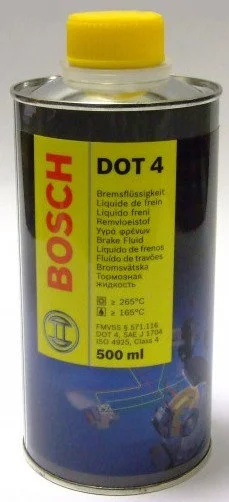 BOSCH
DOT 4
Bremsflüssigkeit
Liquide de frein
Liquido freni
Remvloeistof
Υγρό φρένων
Brake Fluid
Líquido de frenos
Fluido de travões
Bromsvätska
Тормозная
жидкость
≥ 265°C
≥ 165°C
FMVSS § 571.116
DOT 4, SAE J 1704
ISO 4925, Class 4
500 ml